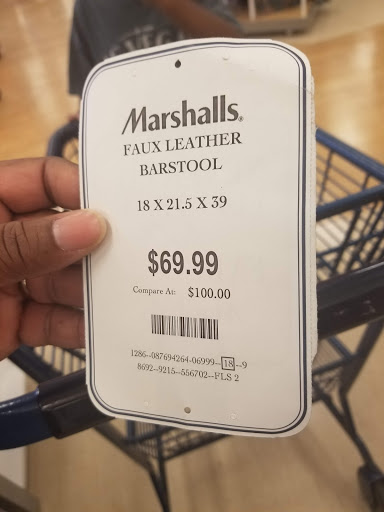 Marshalls®
FAUX LEATHER
BARSTOOL
18 X 21.5 X 39
$69.99
Compare At: $100.00
1286--087694264-06999--18--9
8692--9215--556702--FLS 2